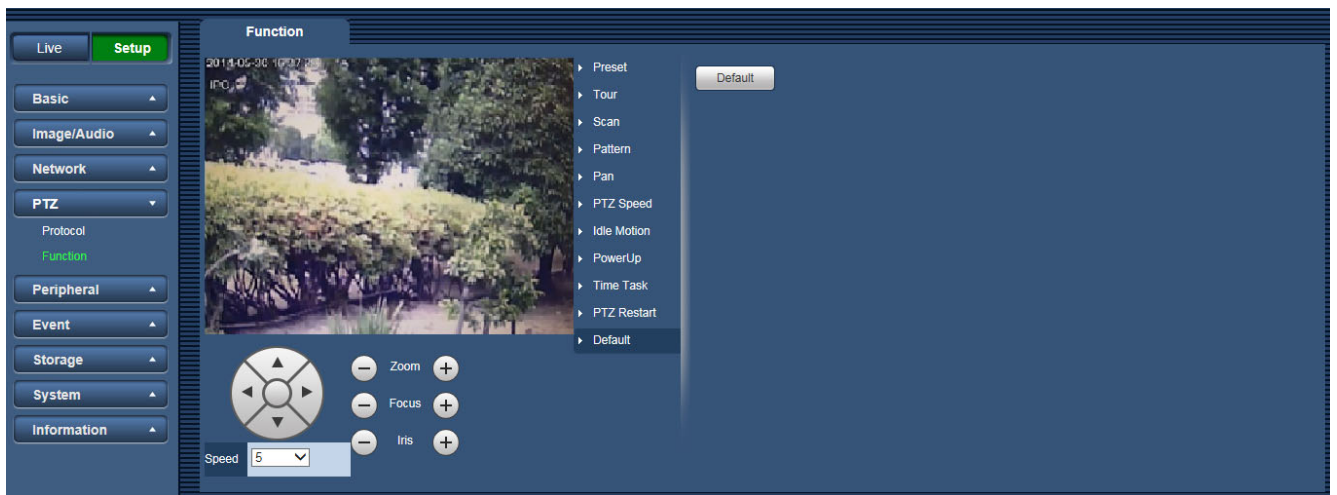 Function
Live Setup
Basic
Image/Audio
Network
PTZ
Protocol
Function
Peripheral
Event
Storage
System
Information
IPC
Preset
Tour
Scan
Pattern
Pan
PTZ Speed
Idle Motion
PowerUp
Time Task
PTZ Restart
Default
Default
Zoom
Focus
Iris
Speed 5